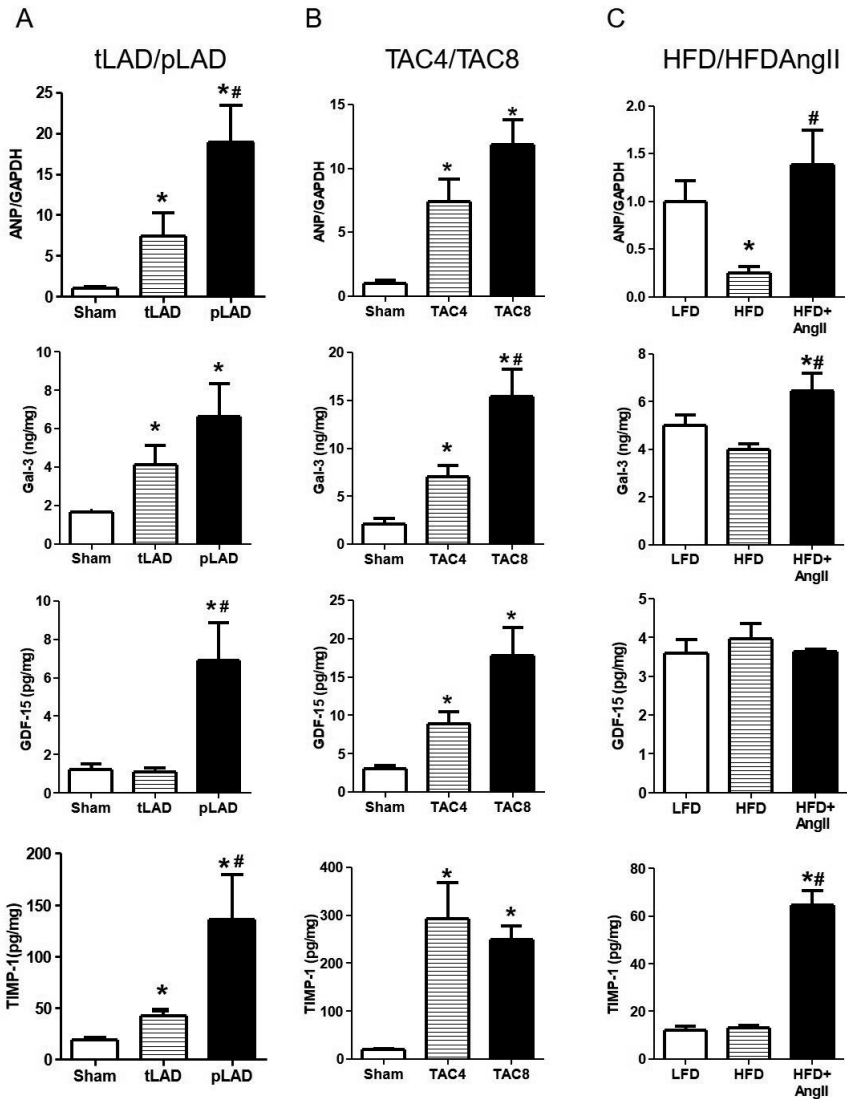 A
B
C
tLAD/pLAD
TAC4/TAC8
HFD/HFDAngII
ANP/GAPDH
25
20
15
10
5
0
*#
*
Sham tLAD pLAD
ANP/GAPDH
15
10
5
0
*
*
Sham TAC4 TAC8
ANP/GAPDH
2.0
1.5
1.0
0.5
0.0
#
*
LFD HFD HFD+
AngII
Gal-3 (ng/mg)
10
8
6
4
2
0
*
*
Sham tLAD pLAD
Gal-3 (ng/mg)
20
15
10
5
0
*#
*
Sham TAC4 TAC8
Gal-3 (ng/mg)
8
6
4
2
0
*#
LFD HFD HFD+
AngII
GDF-15 (pg/mg)
10
8
6
4
2
0
*#
Sham tLAD pLAD
GDF-15 (pg/mg)
25
20
15
10
5
0
*
*
Sham TAC4 TAC8
GDF-15 (pg/mg)
5
4
3
2
1
0
LFD HFD HFD+
AngII
TIMP-1(pg/mg)
200
150
100
50
0
*#
*
Sham tLAD pLAD
TIMP-1 (pg/mg)
400
300
200
100
0
*
*
Sham TAC4 TAC8
TIMP-1 (pg/mg)
80
60
40
20
0
*#
LFD HFD HFD+
AngII